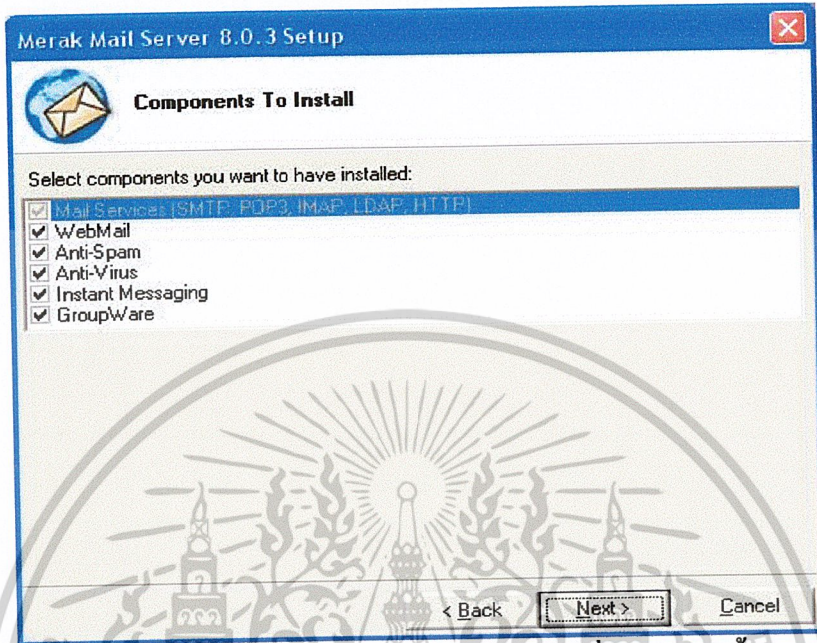 Merak Mail Server 8.0.3 Setup
Components To Install
Select components you want to have installed:
Mail Services (SMTP, POP3, IMAP, LDAP, HTTP)
WebMail
Anti-Spam
Anti-Virus
Instant Messaging
GroupWare
< Back Next > Cancel